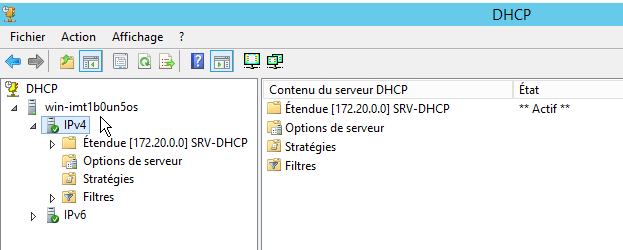 DHCP
Fichier Action Affichage ?
DHCP
win-imt1b0un5os
IPv4
Étendue [172.20.0.0] SRV-DHCP
Options de serveur
Stratégies
Filtres
IPv6
Contenu du serveur DHCP État
Étendue [172.20.0.0] SRV-DHCP ** Actif **
Options de serveur
Stratégies
Filtres